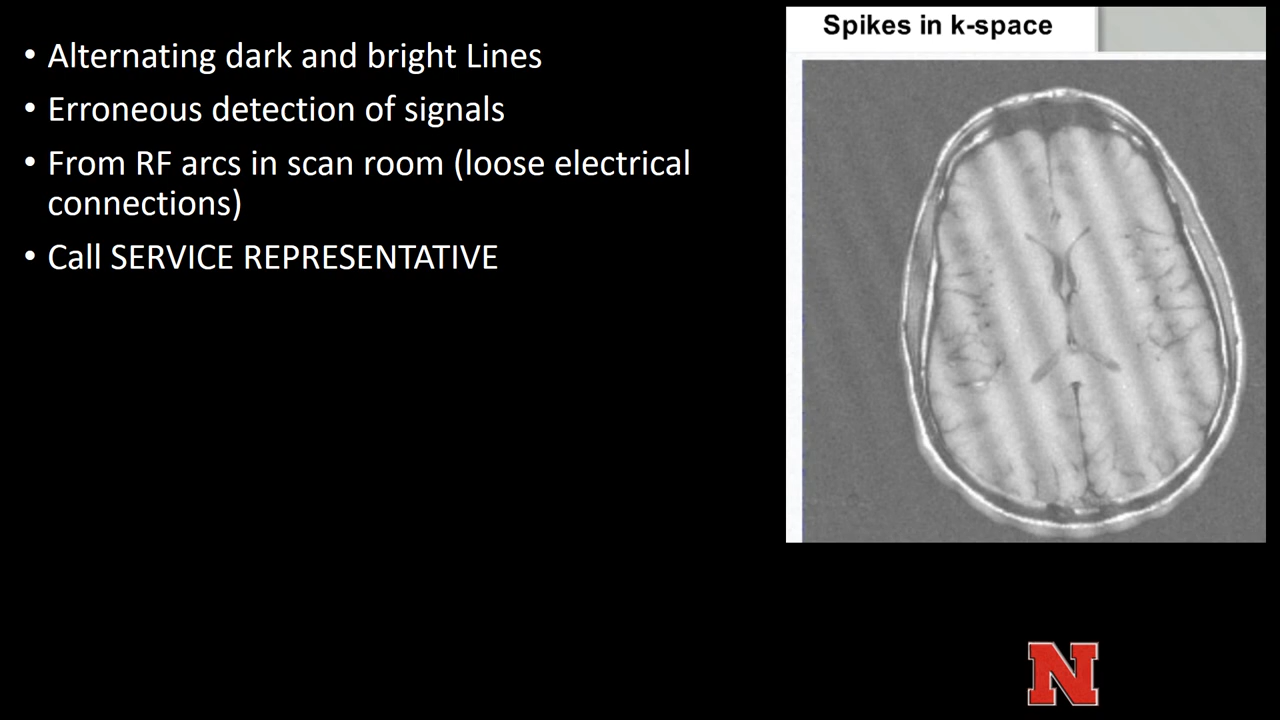 • Alternating dark and bright Lines
• Erroneous detection of signals
• From RF arcs in scan room (loose electrical
connections)
• Call SERVICE REPRESENTATIVE
Spikes in k-space
N